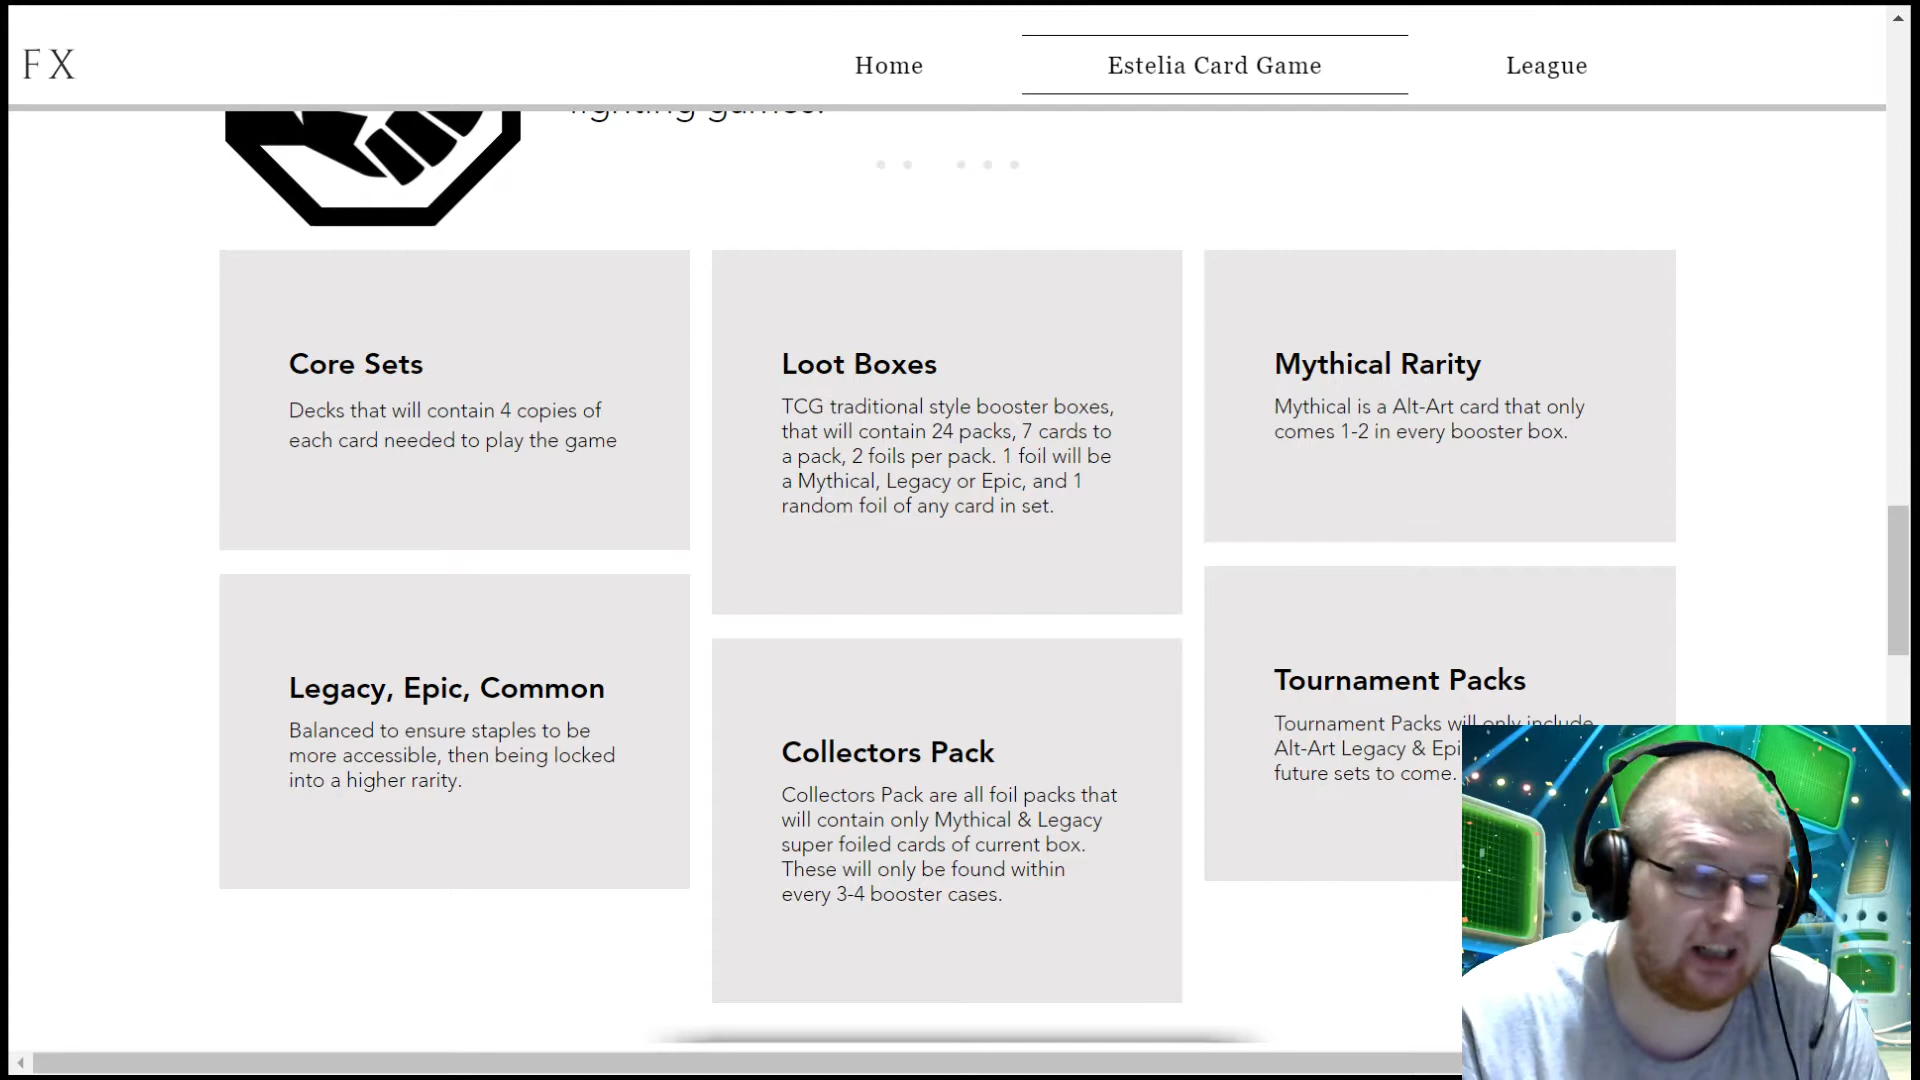 FX
Home
Estelia Card Game
League
fighting games.
Core Sets
Decks that will contain 4 copies of
each card needed to play the game
Loot Boxes
TCG traditional style booster boxes,
that will contain 24 packs, 7 cards to
a pack, 2 foils per pack. 1 foil will be
a Mythical, Legacy or Epic, and 1
random foil of any card in set.
Mythical Rarity
Mythical is a Alt-Art card that only
comes 1-2 in every booster box.
Legacy, Epic, Common
Balanced to ensure staples to be
more accessible, then being locked
into a higher rarity.
Collectors Pack
Collectors Pack are all foil packs that
will contain only Mythical & Legacy
super foiled cards of current box.
These will only be found within
every 3-4 booster cases.
Tournament Packs
Tournament Packs will only include
Alt-Art Legacy & Epi
future sets to come.